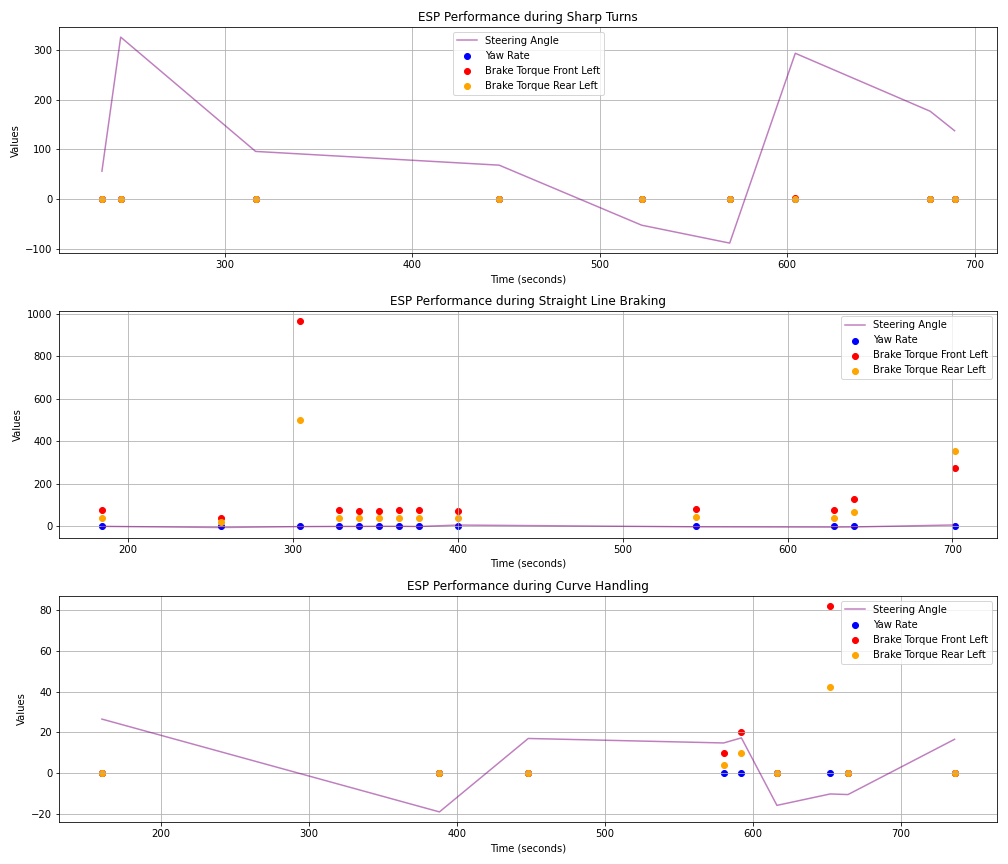 ESP Performance during Sharp Turns
Steering Angle
Yaw Rate
Brake Torque Front Left
Brake Torque Rear Left
Values
300
200
100
0
−100
300
400
500
600
700
Time (seconds)
ESP Performance during Straight Line Braking
Steering Angle
Yaw Rate
Brake Torque Front Left
Brake Torque Rear Left
Values
1000
800
600
400
200
0
200
300
400
500
600
700
Time (seconds)
ESP Performance during Curve Handling
Steering Angle
Yaw Rate
Brake Torque Front Left
Brake Torque Rear Left
Values
80
60
40
20
0
−20
200
300
400
500
600
700
Time (seconds)